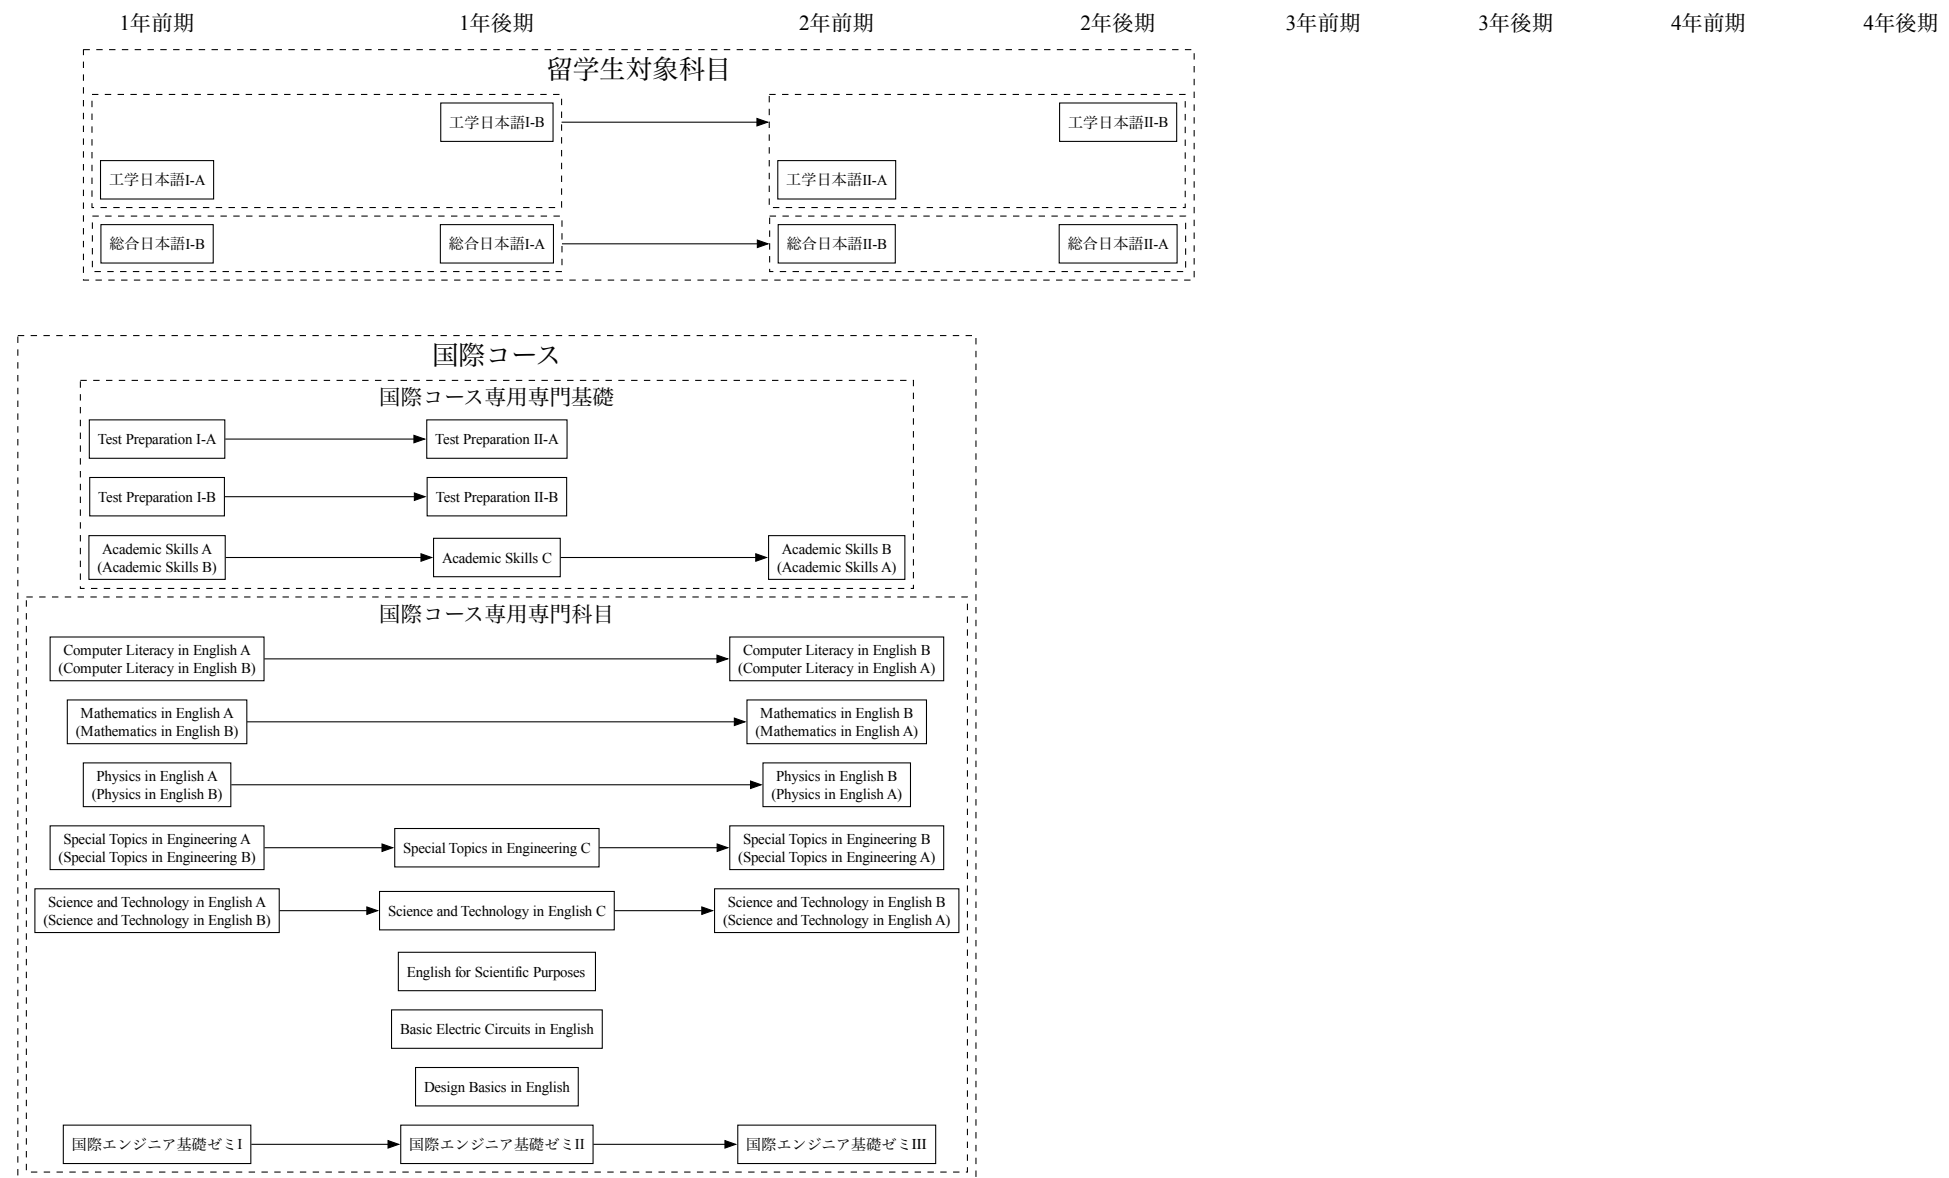 1年前期 1年後期 2年前期 2年後期 3年前期 3年後期 4年前期 4年後期
留学生対象科目
工学日本語I-B 工学日本語II-B
工学日本語I-A 工学日本語II-A
総合日本語I-B 総合日本語I-A 総合日本語II-B 総合日本語II-A
国際コース
国際コース専用専門基礎
Test Preparation I-A Test Preparation II-A
Test Preparation I-B Test Preparation II-B
Academic Skills A
(Academic Skills B)
Academic Skills C
Academic Skills B
(Academic Skills A)
国際コース専用専門科目
Computer Literacy in English A
(Computer Literacy in English B)
Computer Literacy in English B
(Computer Literacy in English A)
Mathematics in English A
(Mathematics in English B)
Mathematics in English B
(Mathematics in English A)
Physics in English A
(Physics in English B)
Physics in English B
(Physics in English A)
Special Topics in Engineering A
(Special Topics in Engineering B)
Special Topics in Engineering C
Special Topics in Engineering B
(Special Topics in Engineering A)
Science and Technology in English A
(Science and Technology in English B)
Science and Technology in English C
Science and Technology in English B
(Science and Technology in English A)
English for Scientific Purposes
Basic Electric Circuits in English
Design Basics in English
国際エンジニア基礎ゼミI 国際エンジニア基礎ゼミII 国際エンジニア基礎ゼミIII